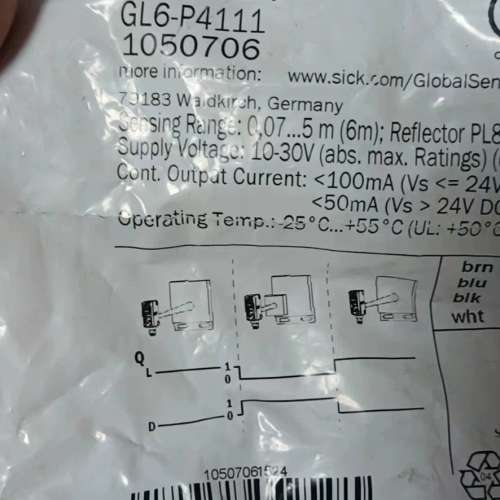 GL6-P4111
1050706
more information: www.sick.com/GlobalSen
79183 Waldkirch, Germany
Sensing Range: 0,07...5 m (6m); Reflector PL8
Supply Voltage: 10-30V (abs. max. Ratings) (
Cont. Output Current: <100mA (Vs <= 24V
<50mA (Vs > 24V DC
Operating Temp.: -25°C...+55°C (UL: +50°C
brn
blu
blk
wht
Q
L 1
0
1
D 0
10507061524
04